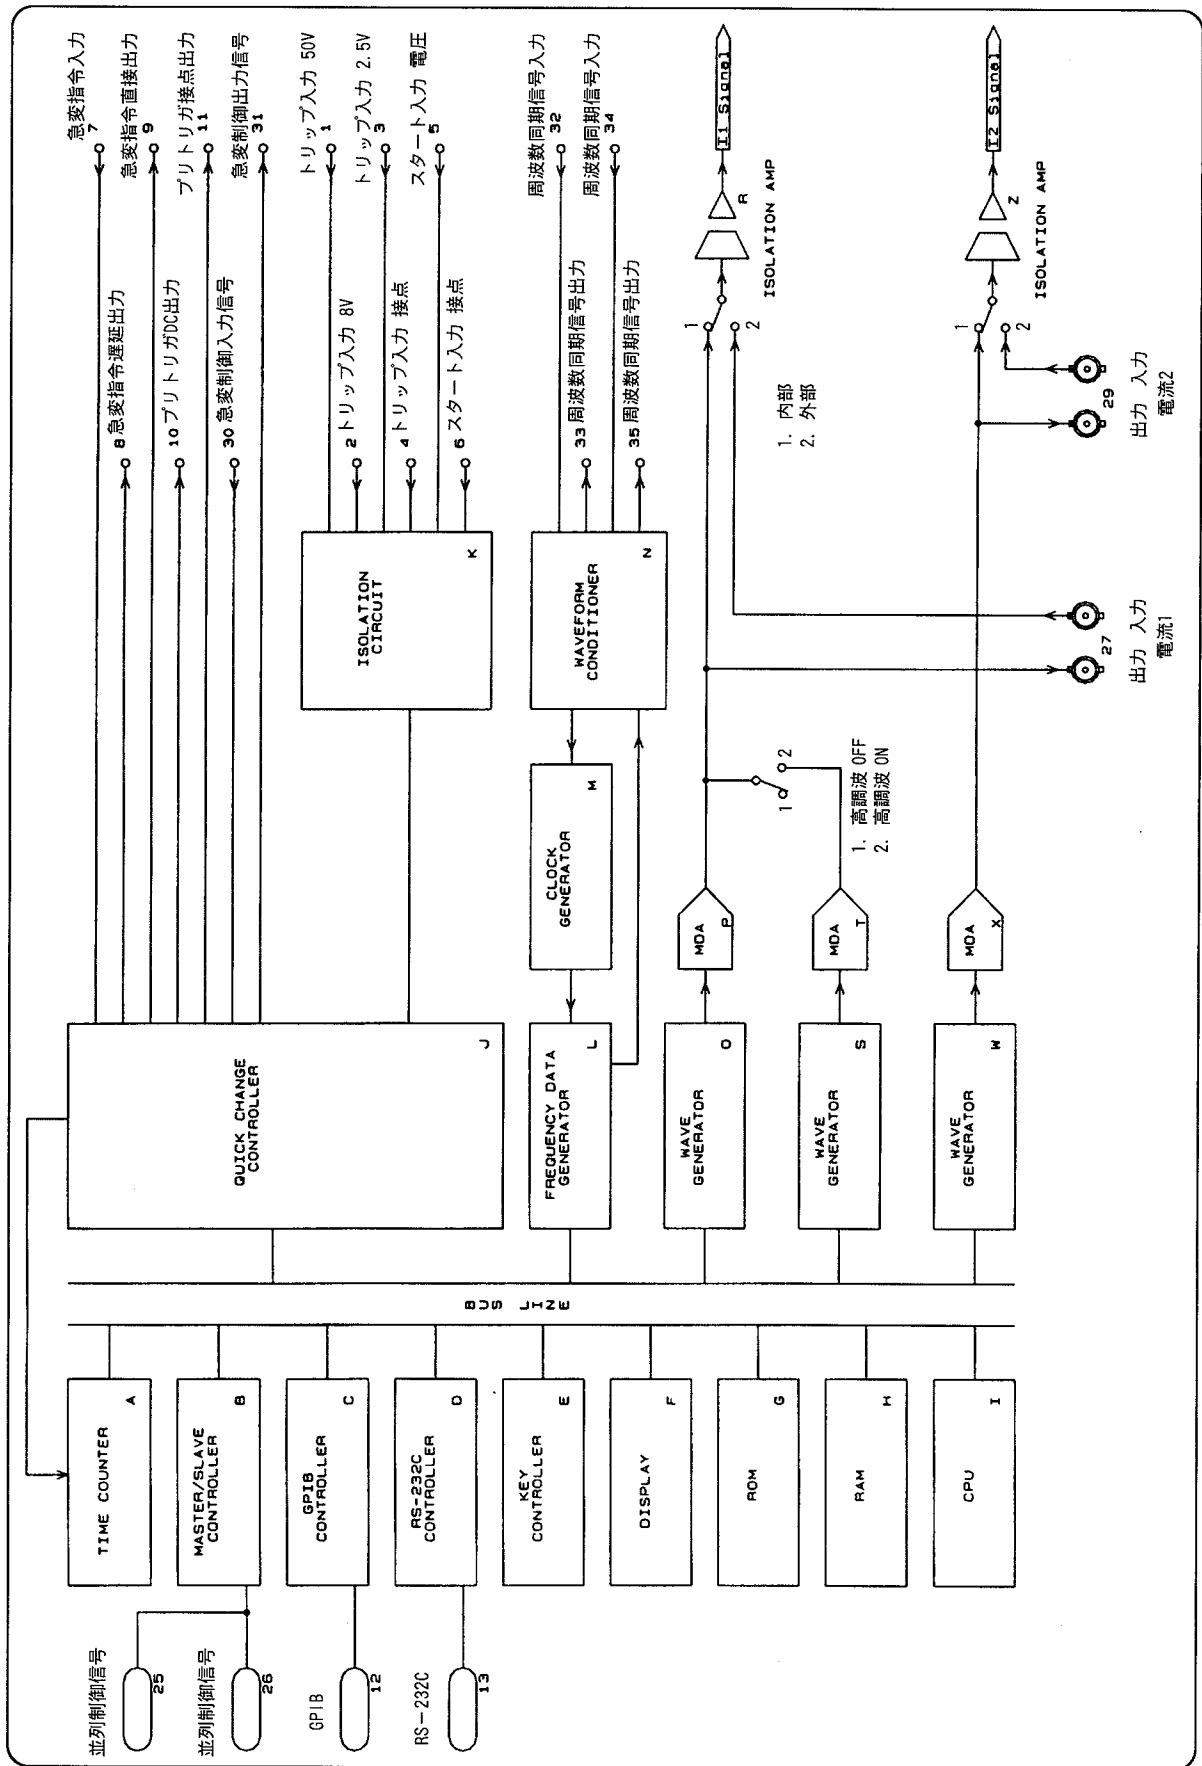 急変指令入力
7
8 急変指令遅延出力
急変指令直接出力
9
10 プリトリガDC出力
プリトリガ接点出力
11
30 急変制御入力信号
急変制御出力信号
31
トリップ入力 50V
1
2 トリップ入力 8V
トリップ入力 2.5V
3
4 トリップ入力 接点
スタート入力 電圧
5
6 スタート入力 接点
周波数同期信号入力
32
33 周波数同期信号出力
周波数同期信号入力
34
35 周波数同期信号出力
QUICK CHANGE
CONTROLLER
J
ISOLATION
CIRCUIT
K
FREQUENCY DATA
GENERATOR
L
CLOCK
GENERATOR
M
WAVEFORM
CONDITIONER
N
WAVE
GENERATOR
O
MDA
P
WAVE
GENERATOR
S
MDA
T
WAVE
GENERATOR
W
MDA
X
1
2
1. 高調波 OFF
2. 高調波 ON
1
2
1. 内部
2. 外部
R
ISOLATION AMP
I1 Signal
1
2
Z
ISOLATION AMP
I2 Signal
27
出力 入力
電流1
29
出力 入力
電流2
BUS LINE
TIME COUNTER
A
MASTER/SLAVE
CONTROLLER
B
GPIB
CONTROLLER
C
RS-232C
CONTROLLER
D
KEY
CONTROLLER
E
DISPLAY
F
ROM
G
RAM
H
CPU
I
並列制御信号
25
並列制御信号
26
GPIB
12
RS-232C
13